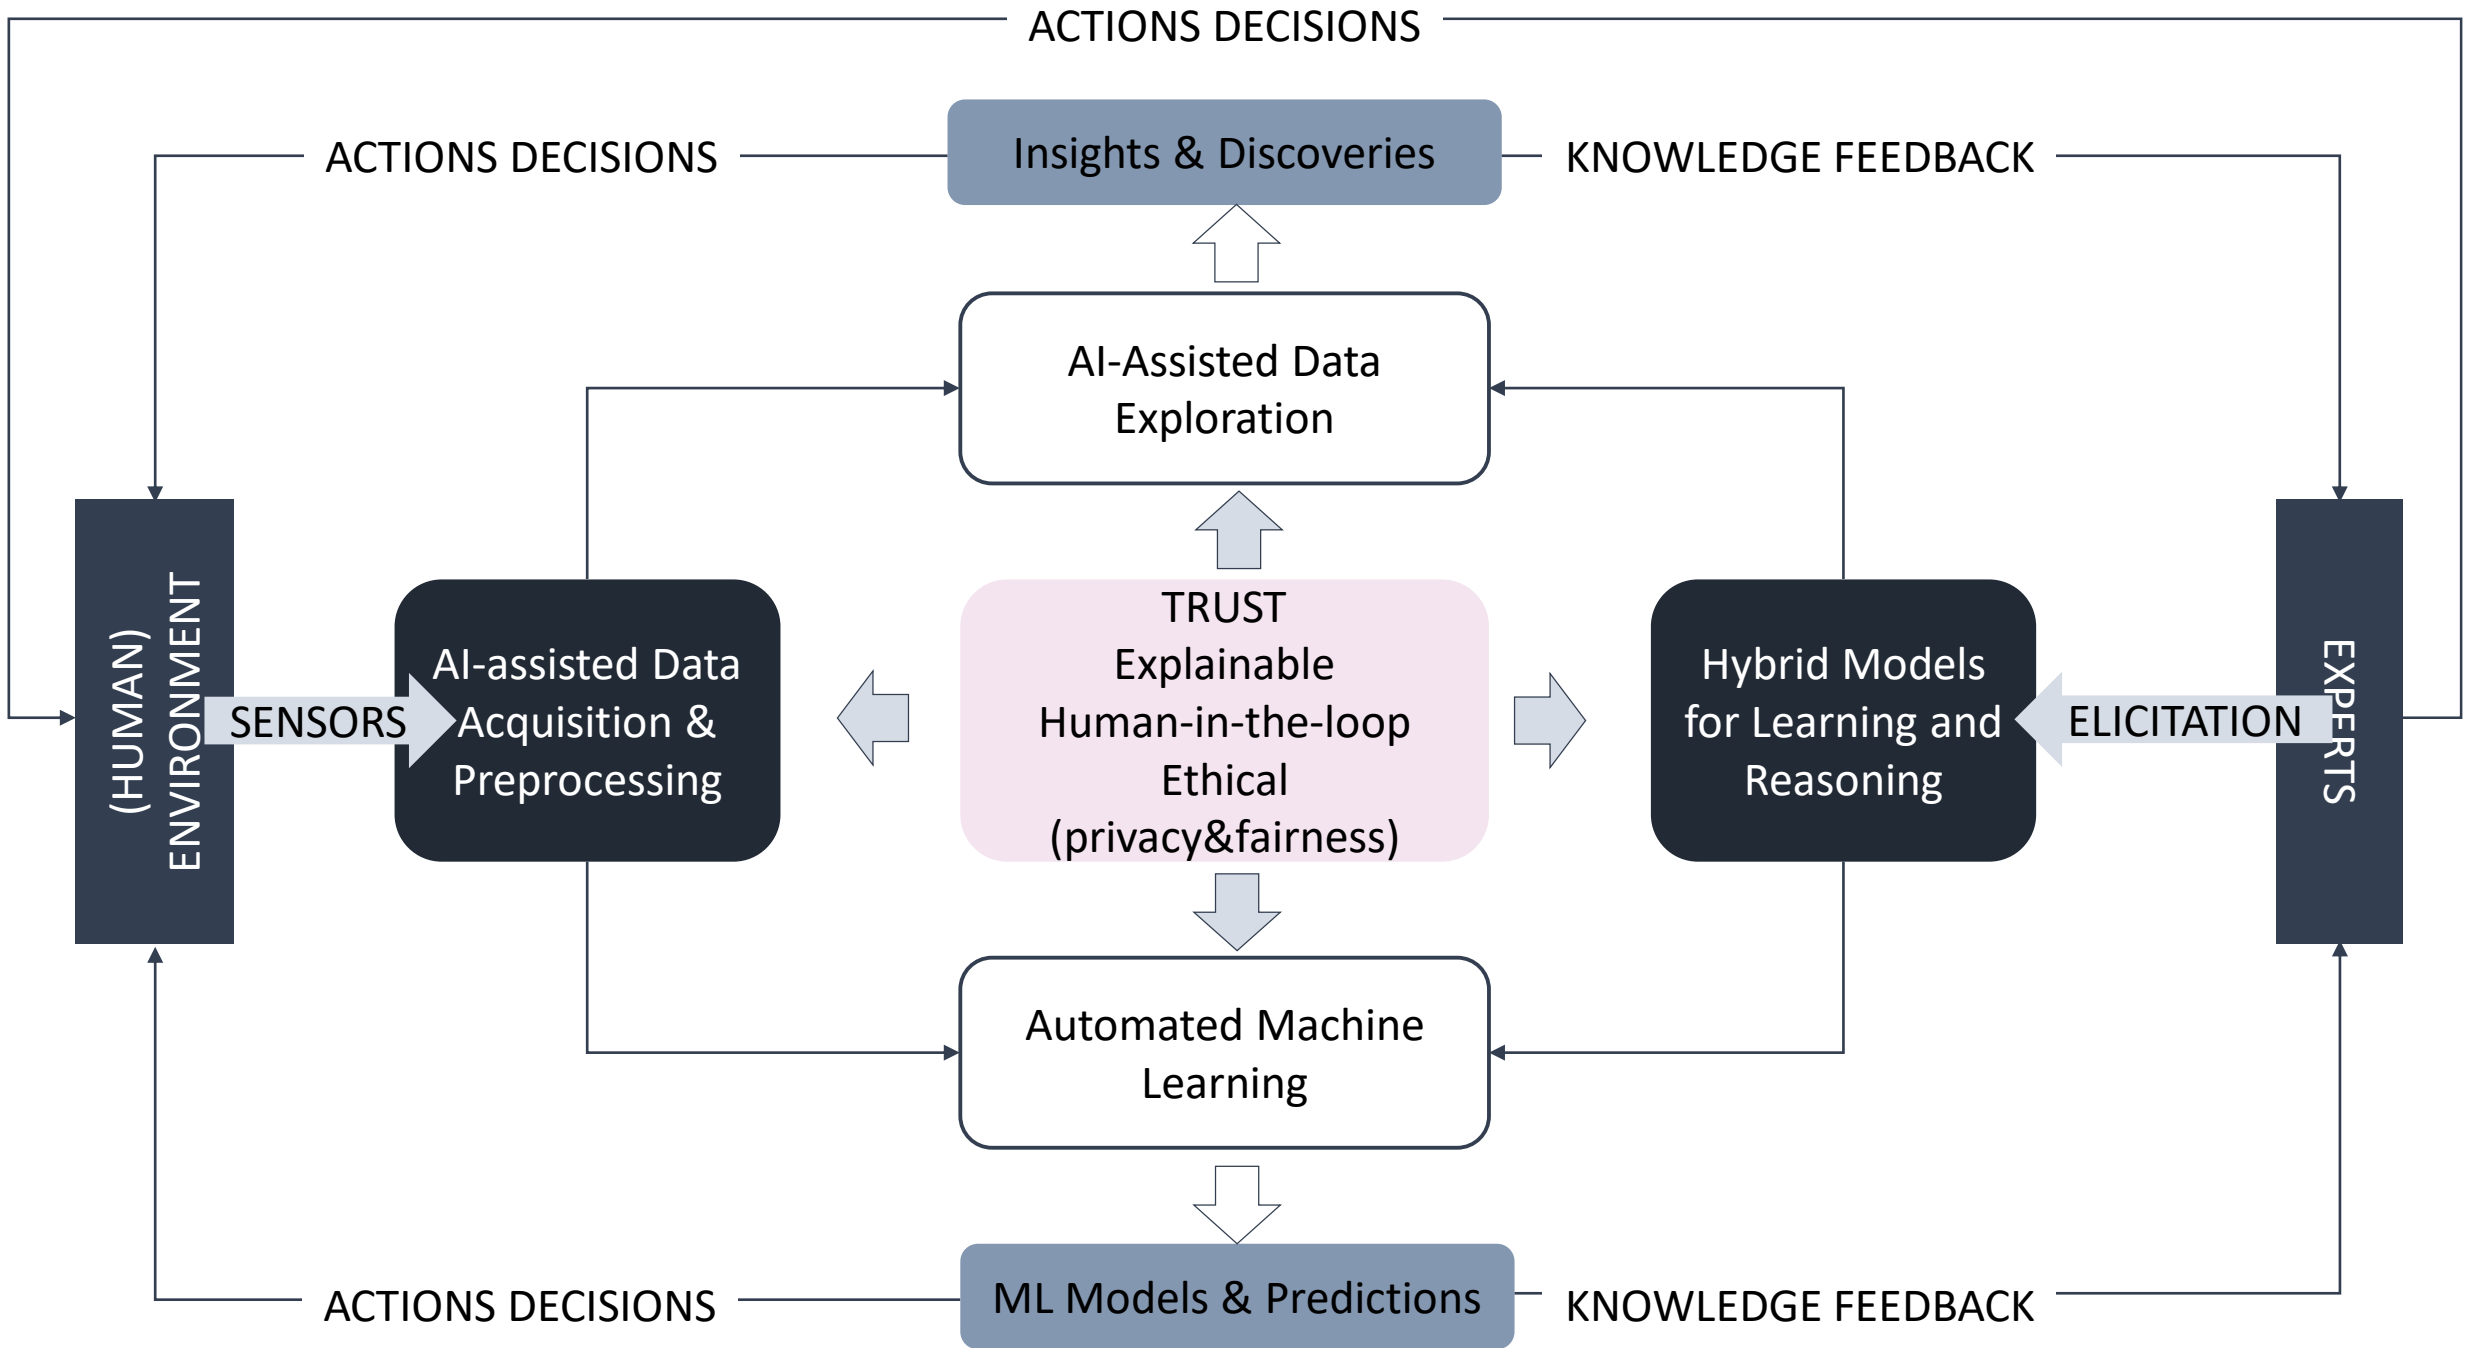 ACTIONS DECISIONS
ACTIONS DECISIONS
Insights & Discoveries
KNOWLEDGE FEEDBACK
AI-Assisted Data
Exploration
(HUMAN)
ENVIRONMENT
SENSORS
AI-assisted Data
Acquisition &
Preprocessing
TRUST
Explainable
Human-in-the-loop
Ethical
(privacy&fairness)
Hybrid Models
for Learning and
Reasoning
ELICITATION
EXPERTS
Automated Machine
Learning
ACTIONS DECISIONS
ML Models & Predictions
KNOWLEDGE FEEDBACK